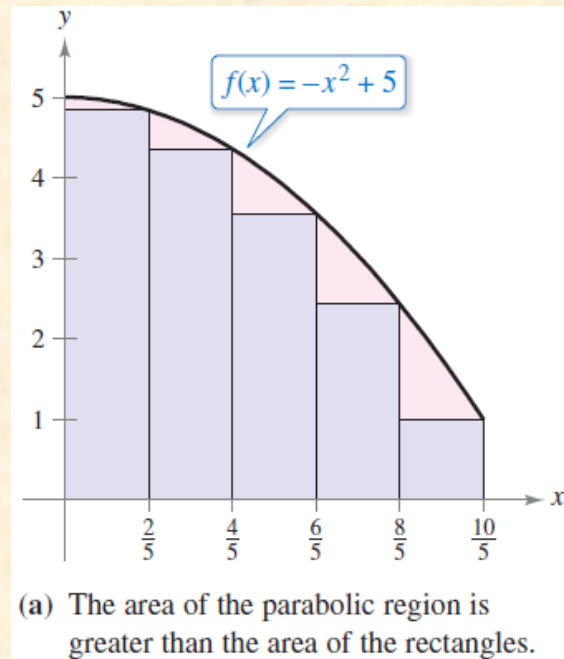 y
f(x) = −x² + 5
5
4
3
2
1
x
2/5 4/5 6/5 8/5 10/5
(a) The area of the parabolic region is
greater than the area of the rectangles.